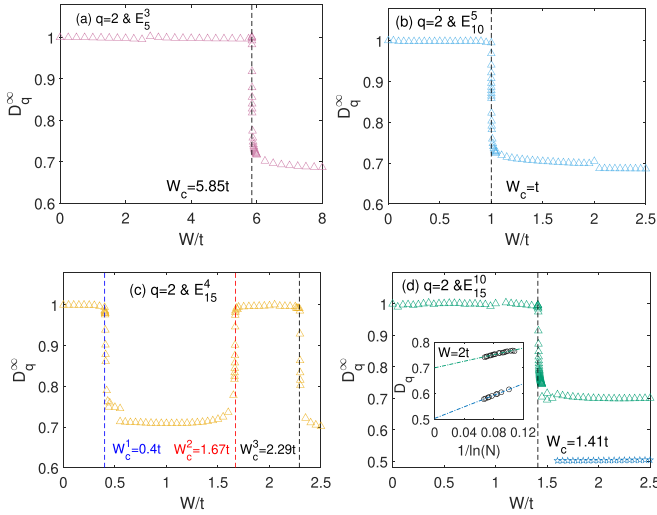 (a) q=2 & E_5^3
D_q^∞
1
0.9
0.8
0.7
0.6
W_c=5.85t
0 2 4 6 8
W/t
(b) q=2 & E_10^5
D_q^∞
1
0.9
0.8
0.7
0.6
W_c=t
0 0.5 1 1.5 2 2.5
W/t
(c) q=2 & E_15^4
D_q^∞
1
0.9
0.8
0.7
0.6
W_c^1=0.4t W_c^2=1.67t W_c^3=2.29t
0 0.5 1 1.5 2 2.5
W/t
(d) q=2 &E_15^10
D_q^∞
1
0.9
0.8
0.7
0.6
0.5
W=2t
D_q
0.8
0.7
0.6
0.5
0 0.04 0.08 0.12
1/ln(N)
W_c=1.41t
0 0.5 1 1.5 2 2.5
W/t